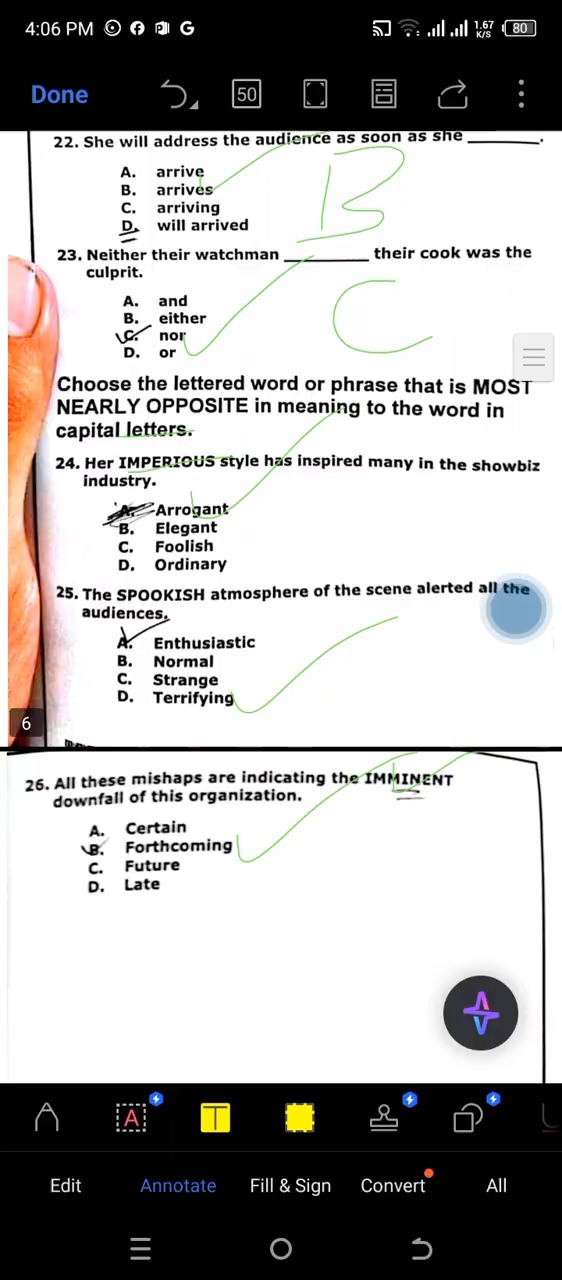 4:06 PM
1.67 K/S 80
Done
50
22. She will address the audience as soon as she ________.
A. arrive
B. arrives
C. arriving
D. will arrived
B
23. Neither their watchman ________ their cook was the
culprit.
A. and
B. either
C. nor
D. or
C
Choose the lettered word or phrase that is MOST
NEARLY OPPOSITE in meaning to the word in
capital letters.
24. Her IMPERIOUS style has inspired many in the showbiz
industry.
A. Arrogant
B. Elegant
C. Foolish
D. Ordinary
25. The SPOOKISH atmosphere of the scene alerted all the
audiences.
A. Enthusiastic
B. Normal
C. Strange
D. Terrifying
6
26. All these mishaps are indicating the IMMINENT
downfall of this organization.
A. Certain
B. Forthcoming
C. Future
D. Late
A
T
Edit Annotate Fill & Sign Convert All